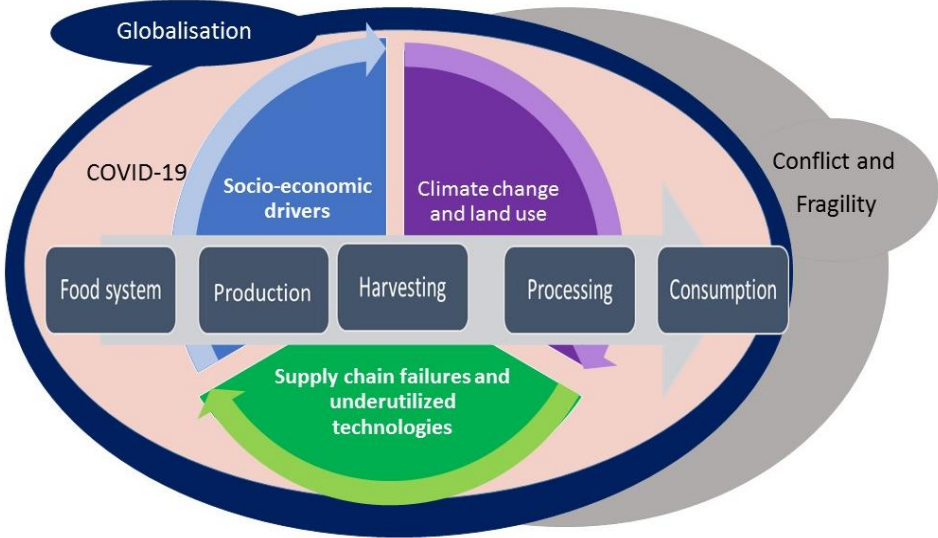 Globalisation
COVID-19
Socio-economic
drivers
Climate change
and land use
Conflict and
Fragility
Food system
Production
Harvesting
Processing
Consumption
Supply chain failures and
underutilized
technologies